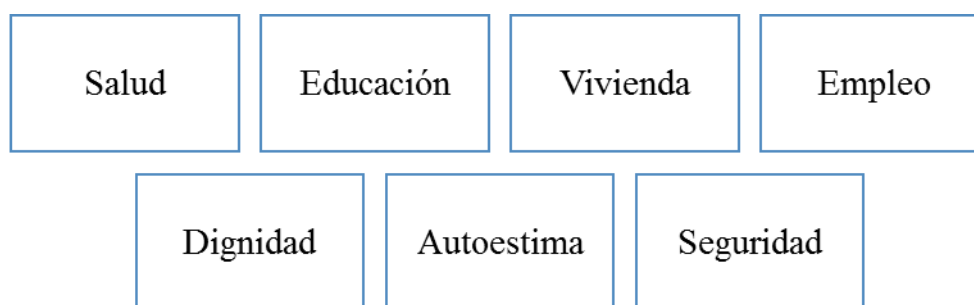 Salud
Educación
Vivienda
Empleo
Dignidad
Autoestima
Seguridad